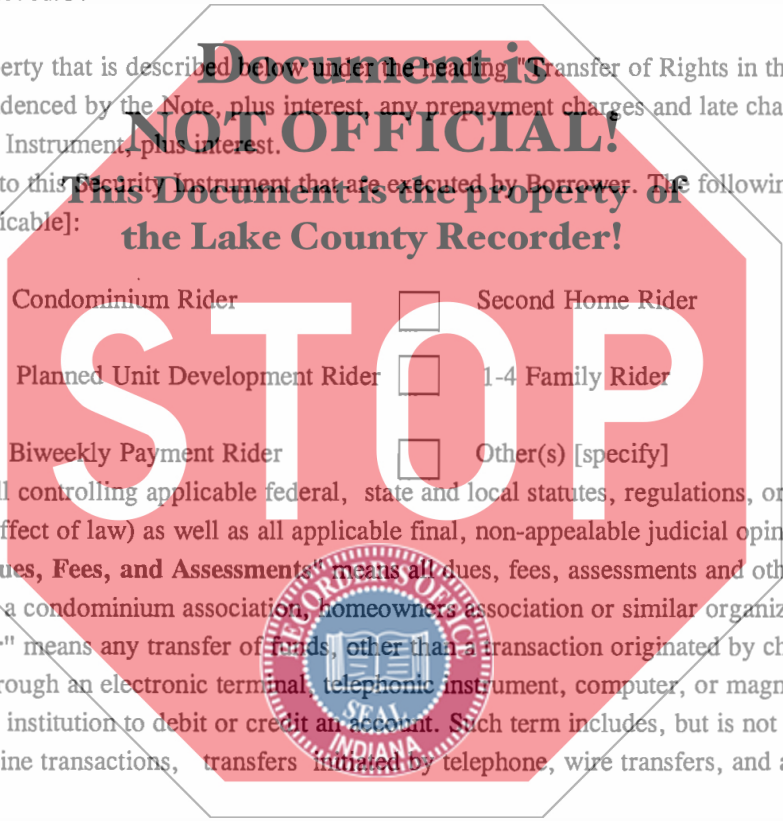 Document is
NOT OFFICIAL!
This Document is the property of
the Lake County Recorder!
STOP
erty that is described below under the heading "Transfer of Rights in th
denced by the Note, plus interest, any prepayment charges and late cha
Instrument, plus interest.
to this Security Instrument that are executed by Borrower. The followin
icable]:
Condominium Rider
Second Home Rider
Planned Unit Development Rider
1-4 Family Rider
Biweekly Payment Rider
Other(s) [specify]
l controlling applicable federal, state and local statutes, regulations, or
ffect of law) as well as all applicable final, non-appealable judicial opin
ues, Fees, and Assessments" means all dues, fees, assessments and oth
a condominium association, homeowners association or similar organiz
" means any transfer of funds, other than a transaction originated by ch
rough an electronic terminal, telephonic instrument, computer, or magn
institution to debit or credit an account. Such term includes, but is not
ine transactions, transfers initiated by telephone, wire transfers, and a
RECORDER'S OFFICE
SEAL
INDIANA